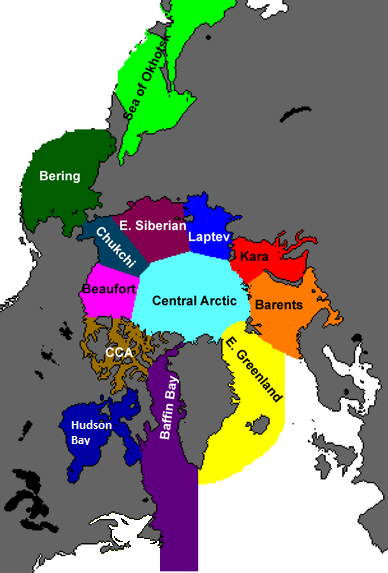 Sea of Okhotsk
Bering
E. Siberian
Laptev
Chukchi
Kara
Beaufort
Central Arctic
Barents
CCA
E. Greenland
Baffin Bay
Hudson
Bay